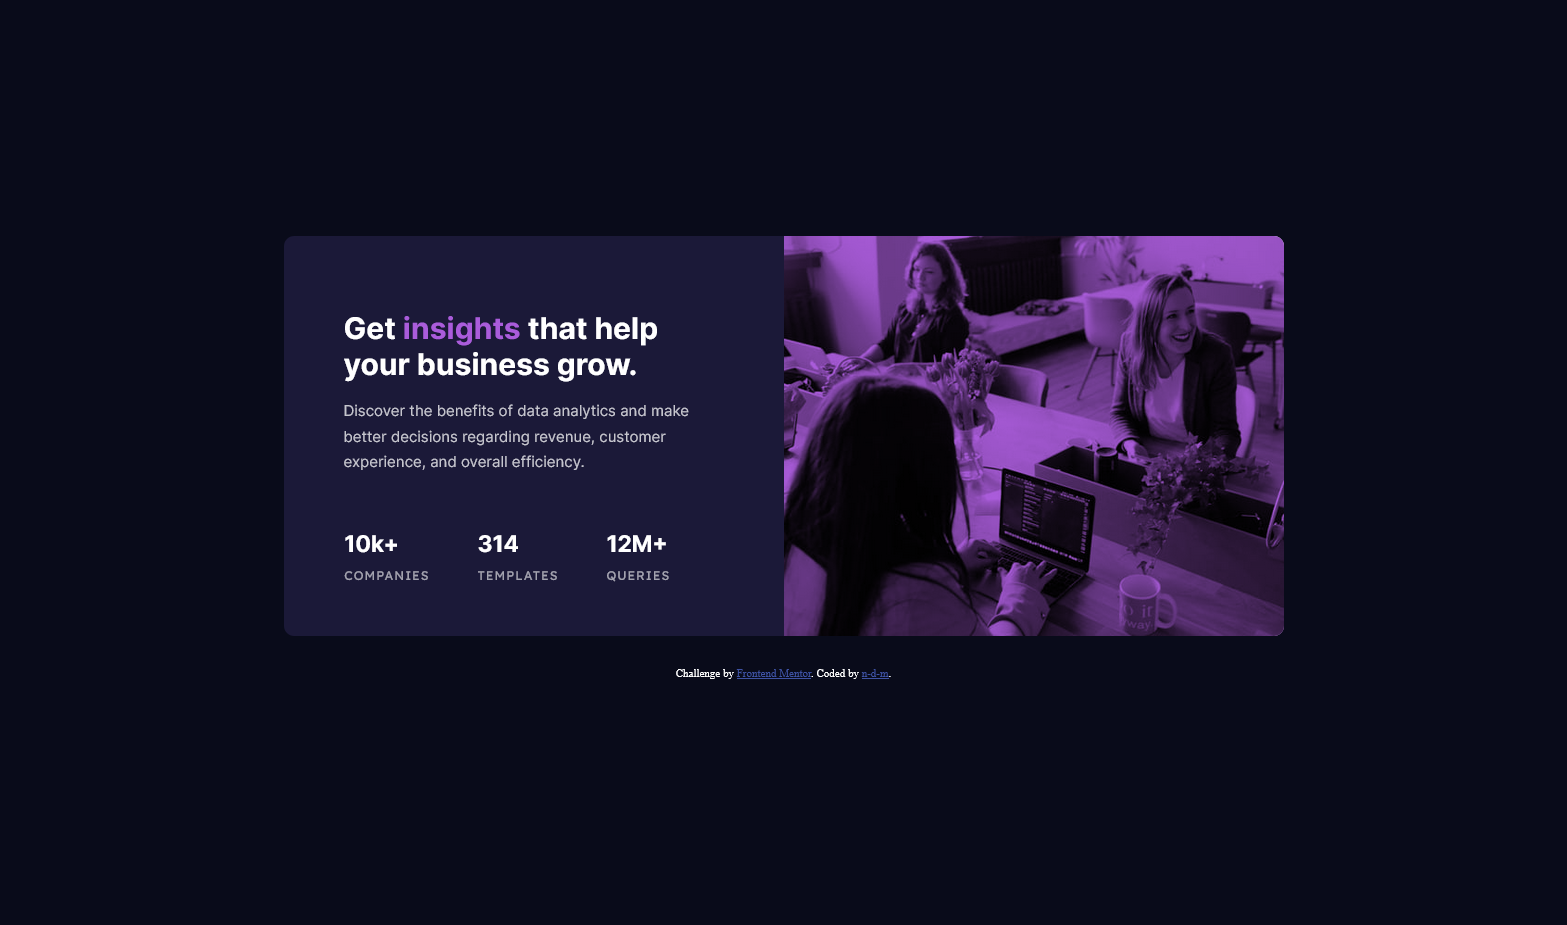 Get insights that help
your business grow.
Discover the benefits of data analytics and make
better decisions regarding revenue, customer
experience, and overall efficiency.
10k+ 314 12M+
COMPANIES TEMPLATES QUERIES
Challenge by Frontend Mentor. Coded by n-d-m.